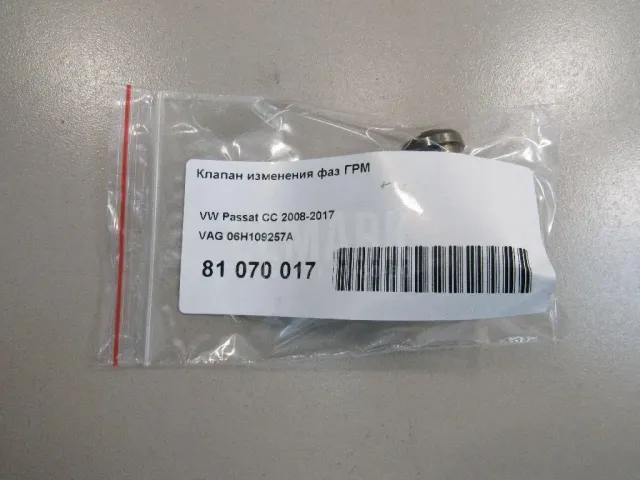 Клапан изменения фаз ГРМ
VW Passat CC 2008-2017
VAG 06H109257A
81 070 017